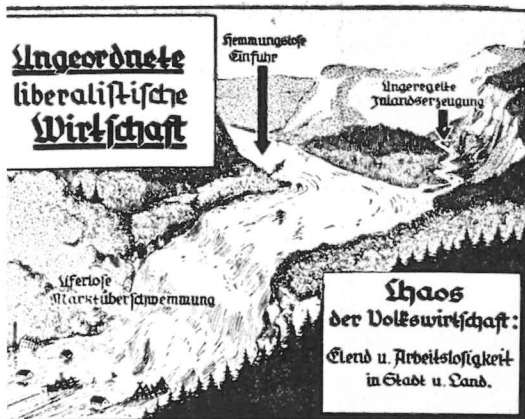 Ungeordnete
liberalistische
Wirtschaft
Hemmungslose
Einfuhr
Ungeregelte
Inlandserzeugung
Uferlose
Marktüberschwemmung
Chaos
der Volkswirtschaft:
Elend u. Arbeitslosigkeit
in Stadt u. Land.